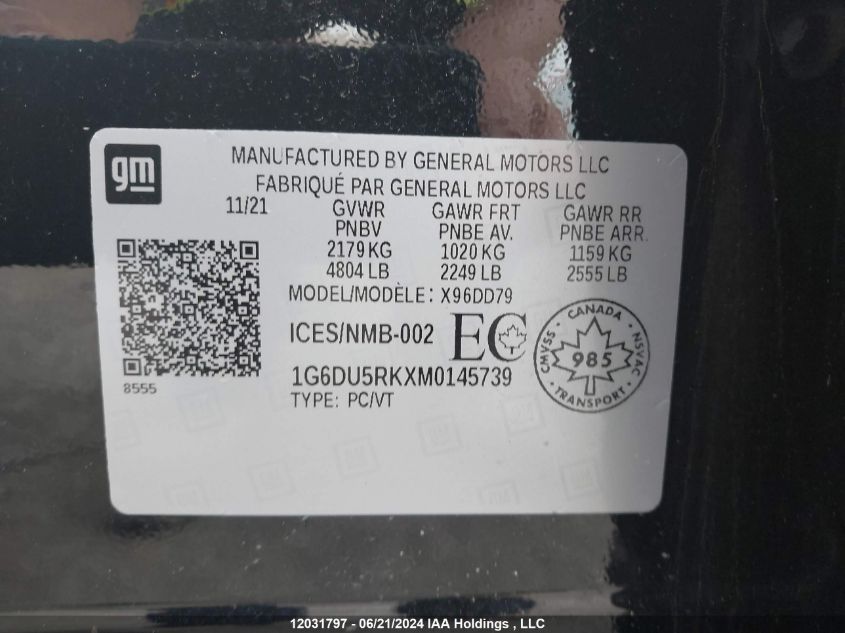 gm
MANUFACTURED BY GENERAL MOTORS LLC
FABRIQUÉ PAR GENERAL MOTORS LLC
11/21 GVWR GAWR FRT GAWR RR
PNBV PNBE AV. PNBE ARR.
2179 KG 1020 KG 1159 KG
4804 LB 2249 LB 2555 LB
MODEL/MODÈLE: X96DD79
ICES/NMB-002 EC
CANADA
CMVSS 985 NSVAC
TRANSPORT
1G6DU5RKXM0145739
8555
TYPE: PC/VT
12031797 - 06/21/2024 IAA Holdings , LLC